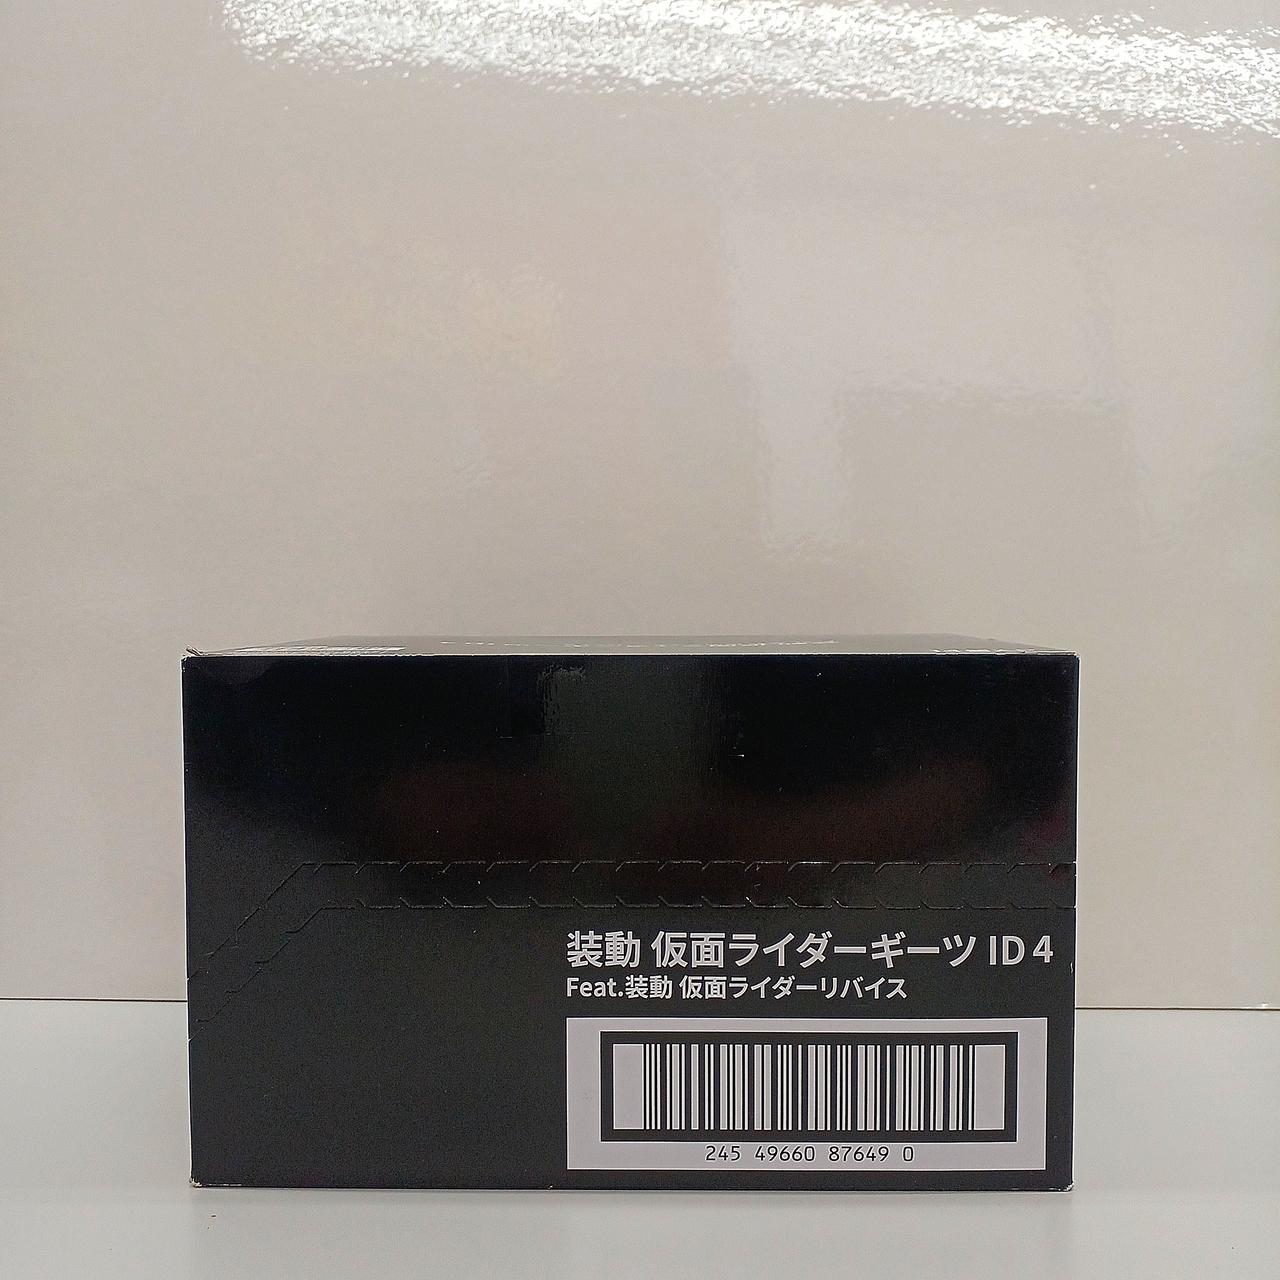 装動 仮面ライダーギーツ ID 4
Feat.装動 仮面ライダーリバイス
245 49660 87649 0